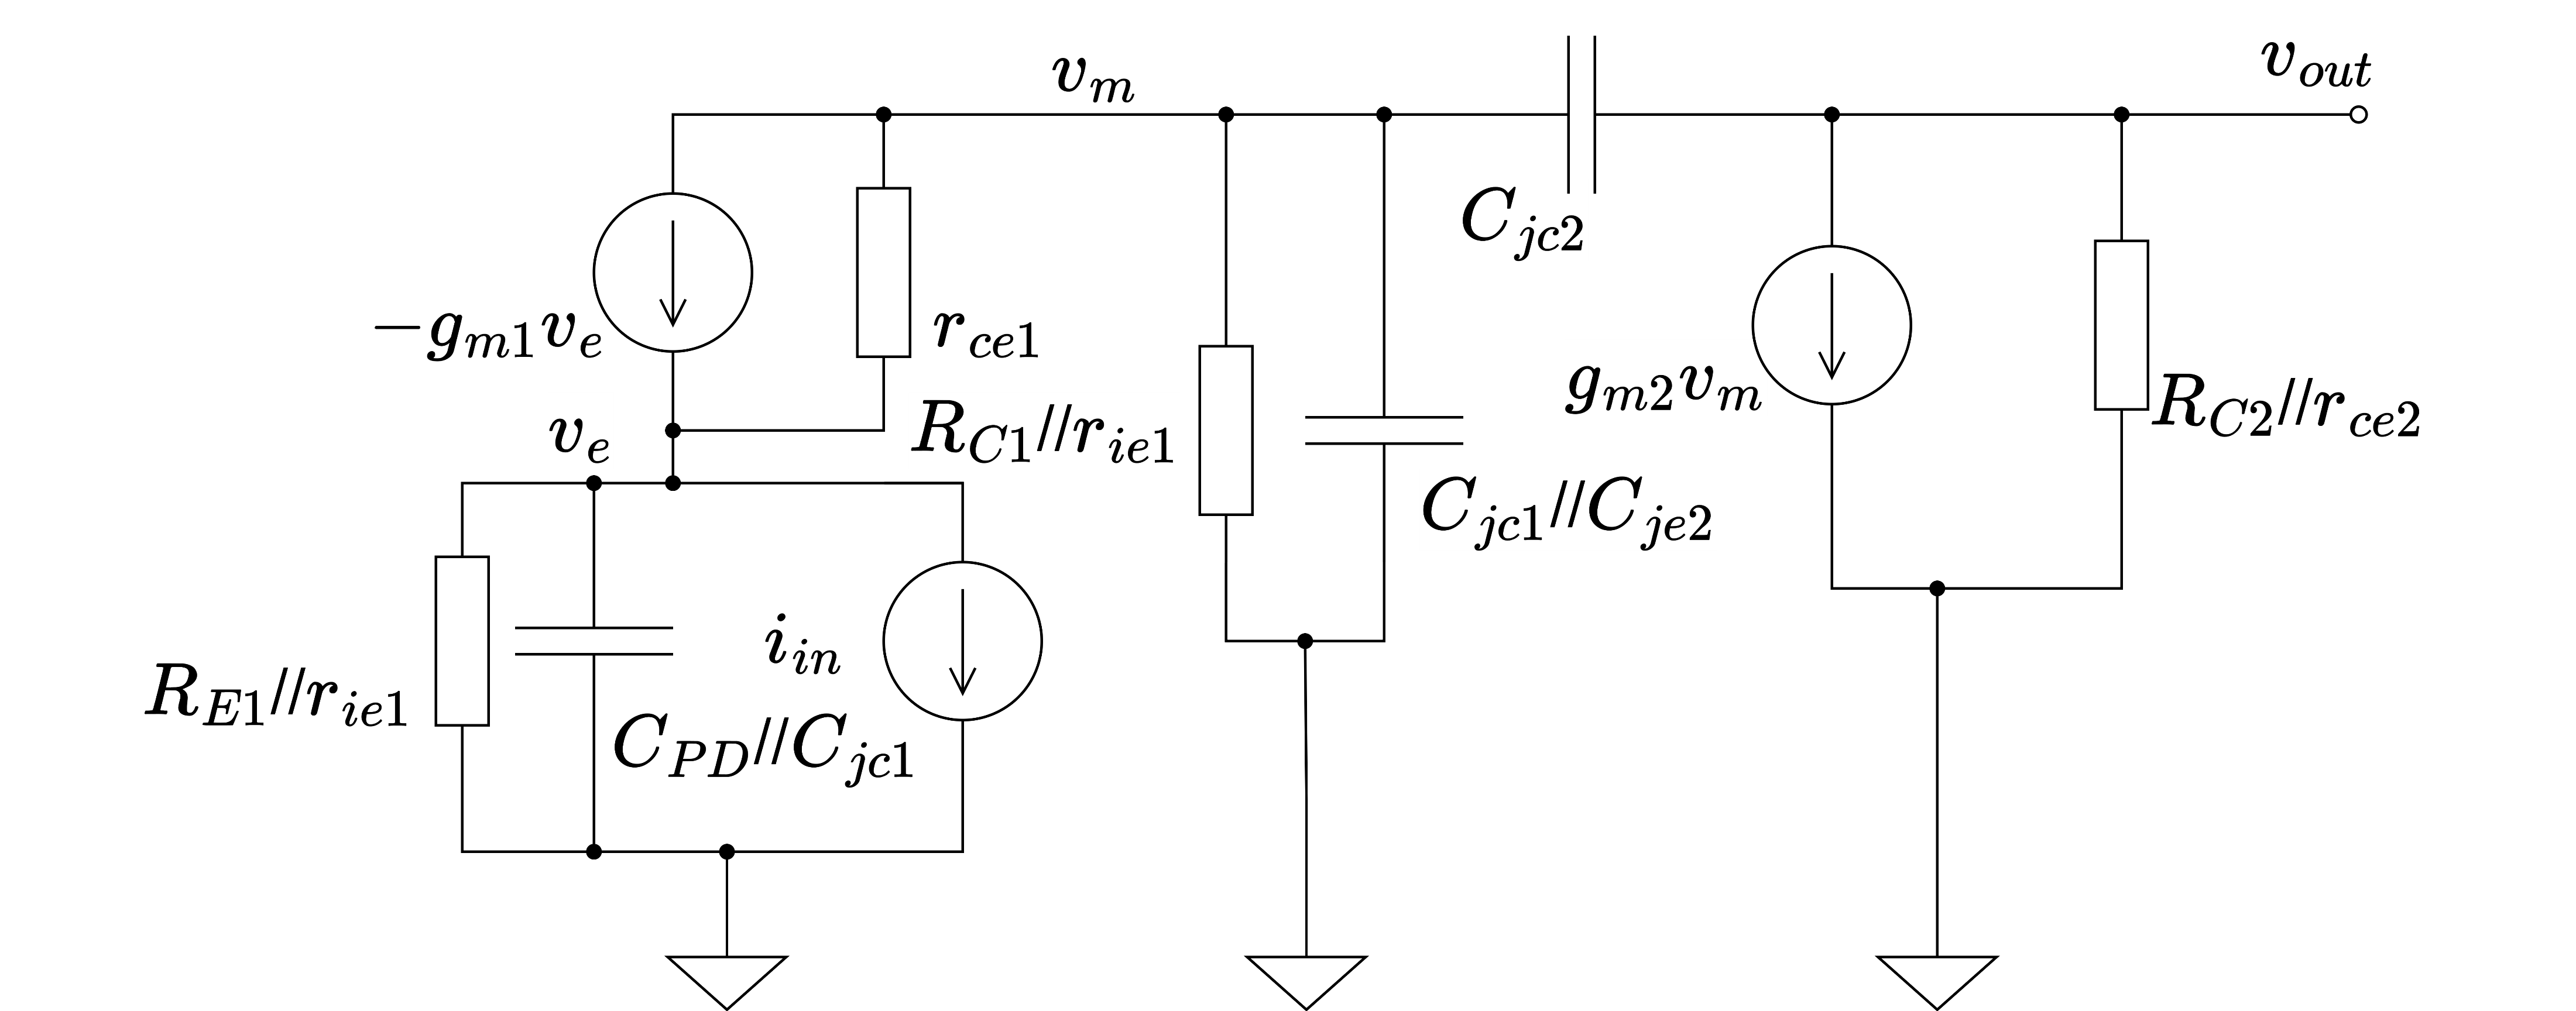 v_m
v_out
C_jc2
-g_m1 v_e
r_ce1
g_m2 v_m
R_C2//r_ce2
v_e
R_C1//r_ie1
C_jc1//C_je2
i_in
R_E1//r_ie1
C_PD//C_jc1